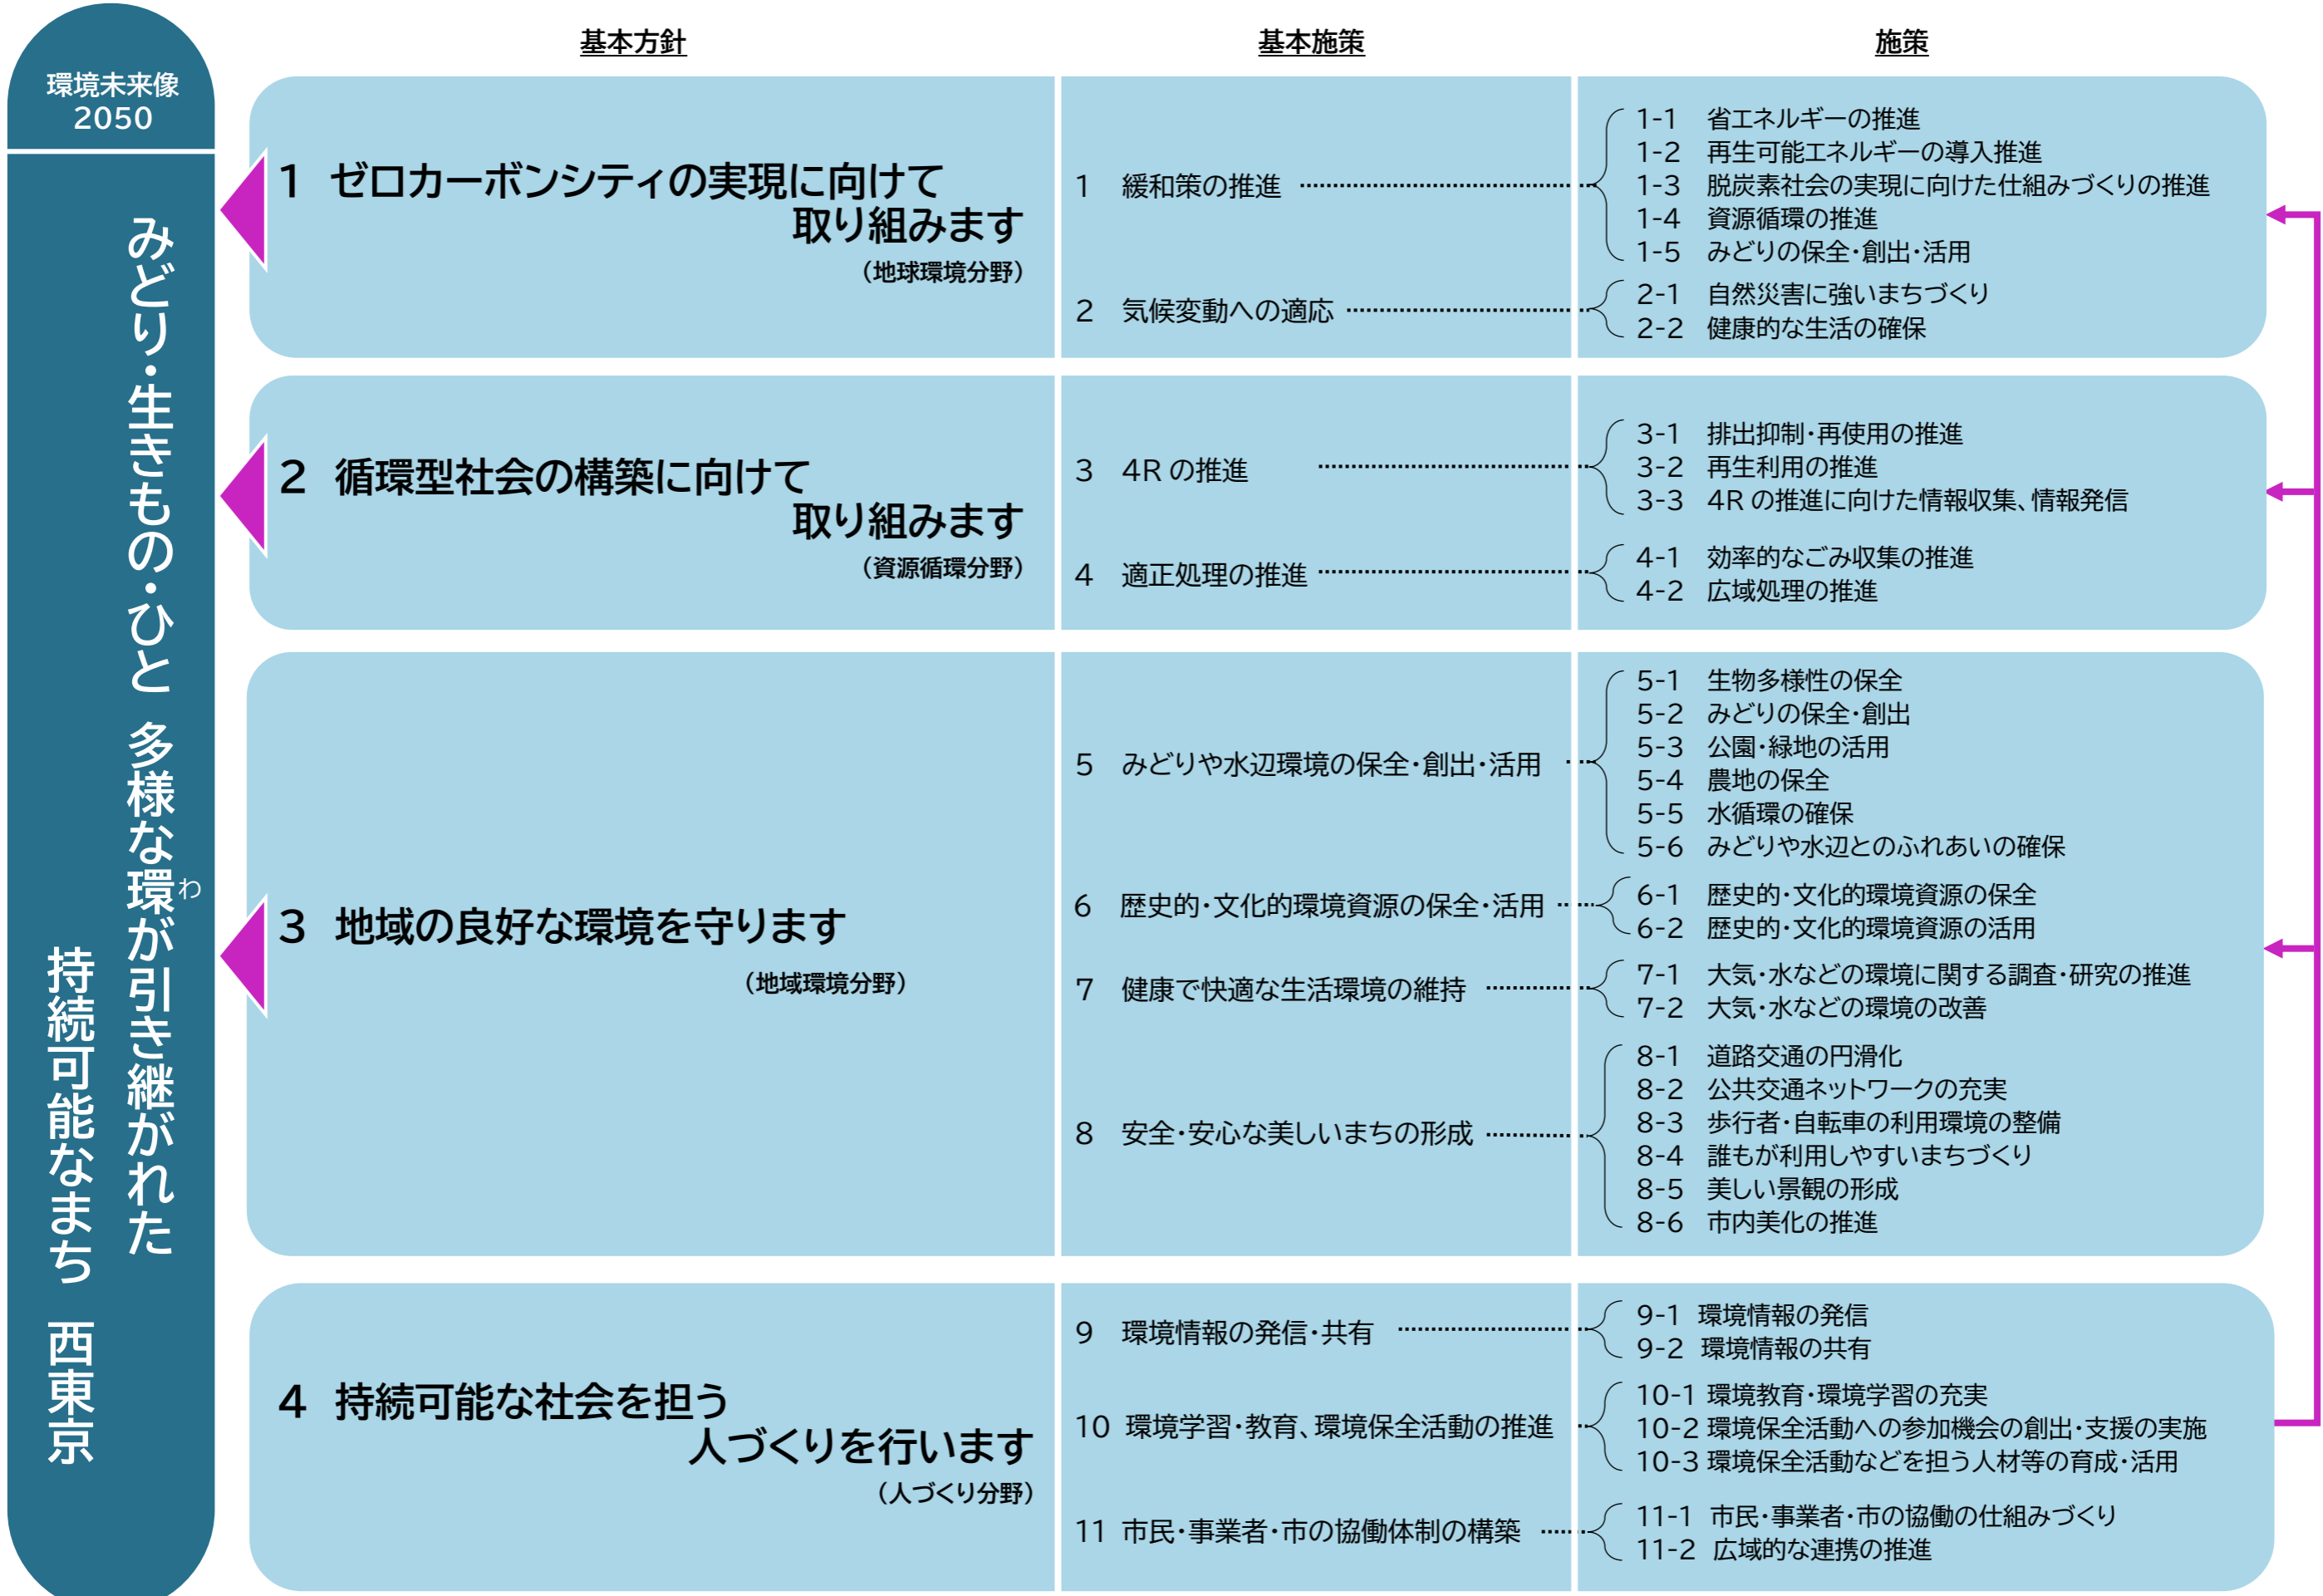 環境未来像
2050
みどり・生きもの・ひと 多様な環が引き継がれた
わ
持続可能なまち 西東京
基本方針
基本施策
施策
1 ゼロカーボンシティの実現に向けて
取り組みます
（地球環境分野）
1 緩和策の推進
1-1 省エネルギーの推進
1-2 再生可能エネルギーの導入推進
1-3 脱炭素社会の実現に向けた仕組みづくりの推進
1-4 資源循環の推進
1-5 みどりの保全・創出・活用
2 気候変動への適応
2-1 自然災害に強いまちづくり
2-2 健康的な生活の確保
2 循環型社会の構築に向けて
取り組みます
（資源循環分野）
3 4R の推進
3-1 排出抑制・再使用の推進
3-2 再生利用の推進
3-3 4R の推進に向けた情報収集、情報発信
4 適正処理の推進
4-1 効率的なごみ収集の推進
4-2 広域処理の推進
3 地域の良好な環境を守ります
（地域環境分野）
5 みどりや水辺環境の保全・創出・活用
5-1 生物多様性の保全
5-2 みどりの保全・創出
5-3 公園・緑地の活用
5-4 農地の保全
5-5 水循環の確保
5-6 みどりや水辺とのふれあいの確保
6 歴史的・文化的環境資源の保全・活用
6-1 歴史的・文化的環境資源の保全
6-2 歴史的・文化的環境資源の活用
7 健康で快適な生活環境の維持
7-1 大気・水などの環境に関する調査・研究の推進
7-2 大気・水などの環境の改善
8 安全・安心な美しいまちの形成
8-1 道路交通の円滑化
8-2 公共交通ネットワークの充実
8-3 歩行者・自転車の利用環境の整備
8-4 誰もが利用しやすいまちづくり
8-5 美しい景観の形成
8-6 市内美化の推進
4 持続可能な社会を担う
人づくりを行います
（人づくり分野）
9 環境情報の発信・共有
9-1 環境情報の発信
9-2 環境情報の共有
10 環境学習・教育、環境保全活動の推進
10-1 環境教育・環境学習の充実
10-2 環境保全活動への参加機会の創出・支援の実施
10-3 環境保全活動などを担う人材等の育成・活用
11 市民・事業者・市の協働体制の構築
11-1 市民・事業者・市の協働の仕組みづくり
11-2 広域的な連携の推進